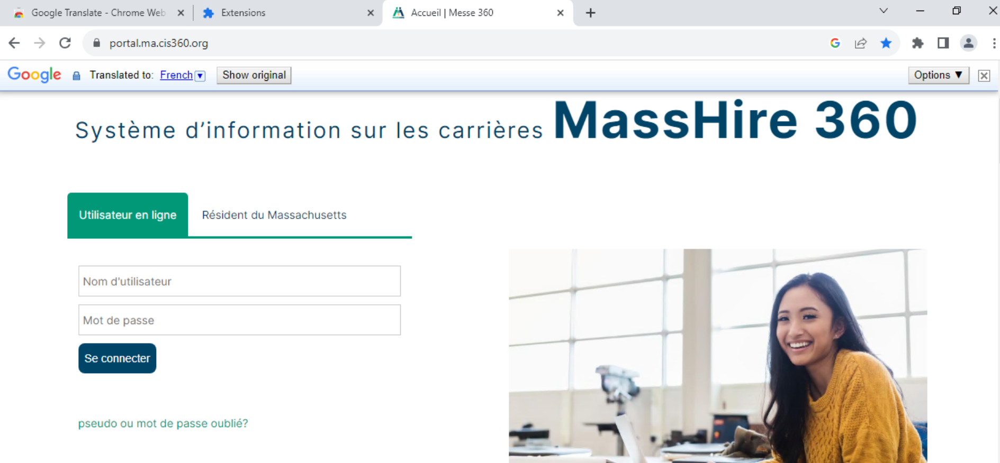 Google Translate - Chrome Web
Extensions
Accueil | Messe 360
portal.ma.cis360.org
Google Translated to: French Show original Options ▼
Système d’information sur les carrières MassHire 360
Utilisateur en ligne
Résident du Massachusetts
Nom d'utilisateur
Mot de passe
Se connecter
pseudo ou mot de passe oublié?